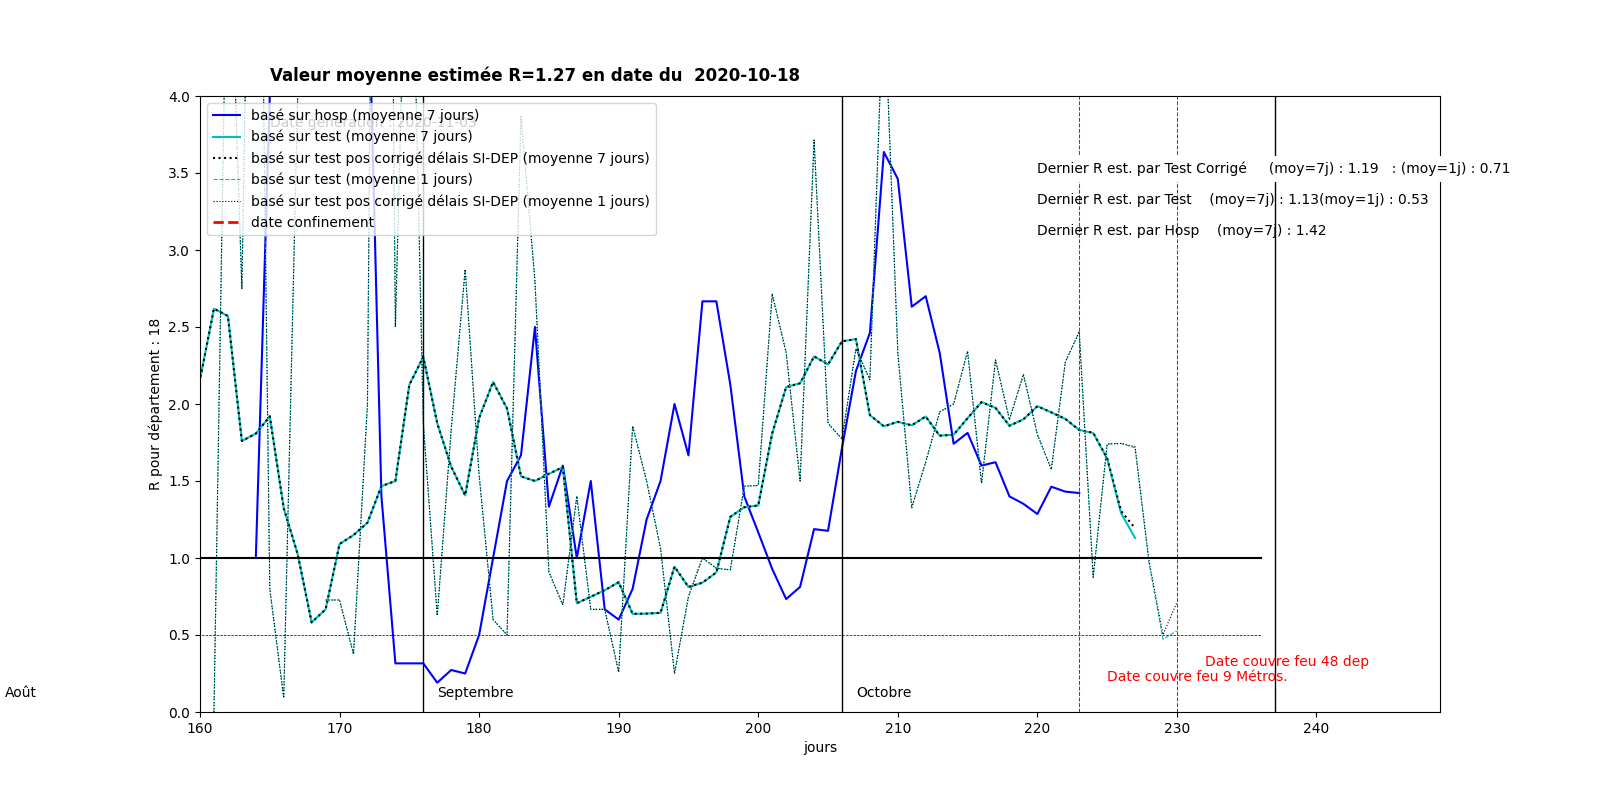 Valeur moyenne estimée R=1.27 en date du  2020-10-18
4.0
3.5
3.0
2.5
2.0
1.5
1.0
0.5
0.0
R pour département : 18
basé sur hosp (moyenne 7 jours)
Date génération : 2020-11-03
basé sur test (moyenne 7 jours)
basé sur test pos corrigé délais SI-DEP (moyenne 7 jours)
basé sur test (moyenne 1 jours)
basé sur test pos corrigé délais SI-DEP (moyenne 1 jours)
date confinement
Dernier R est. par Test Corrigé     (moy=7j) : 1.19   : (moy=1j) : 0.71
Dernier R est. par Test    (moy=7j) : 1.13(moy=1j) : 0.53
Dernier R est. par Hosp    (moy=7j) : 1.42
Date couvre feu 48 dep
Date couvre feu 9 Métros.
Août
Septembre
Octobre
160 170 180 190 200 210 220 230 240
jours